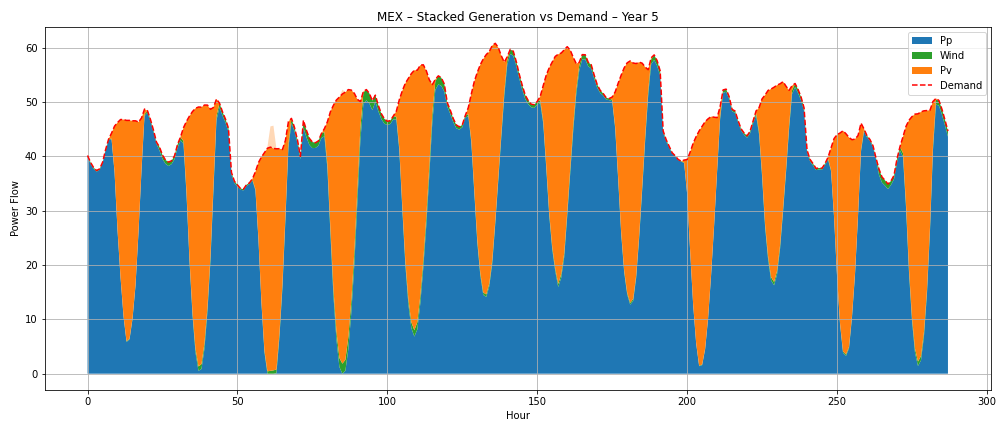 MEX – Stacked Generation vs Demand – Year 5
Pp
Wind
Pv
Demand
Power Flow
60
50
40
30
20
10
0
0 50 100 150 200 250 300
Hour